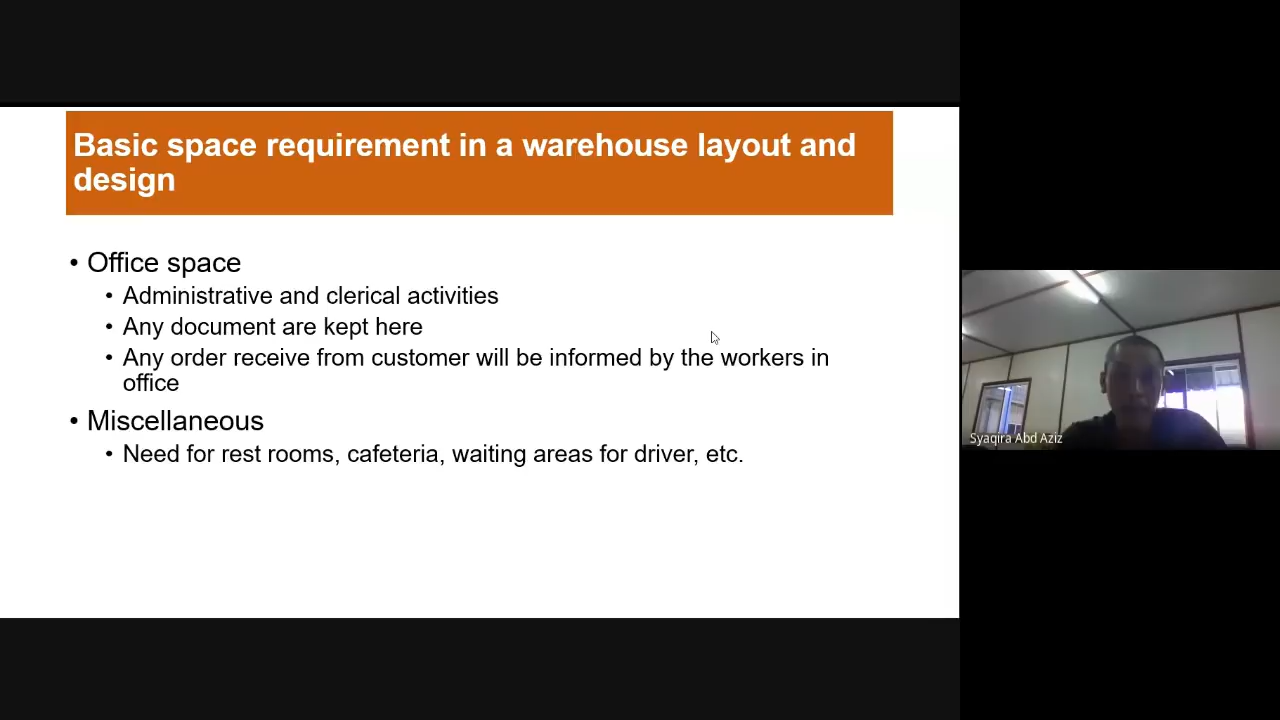 Basic space requirement in a warehouse layout and
design
• Office space
• Administrative and clerical activities
• Any document are kept here
• Any order receive from customer will be informed by the workers in
office
• Miscellaneous
• Need for rest rooms, cafeteria, waiting areas for driver, etc.
Syaqira Abd Aziz